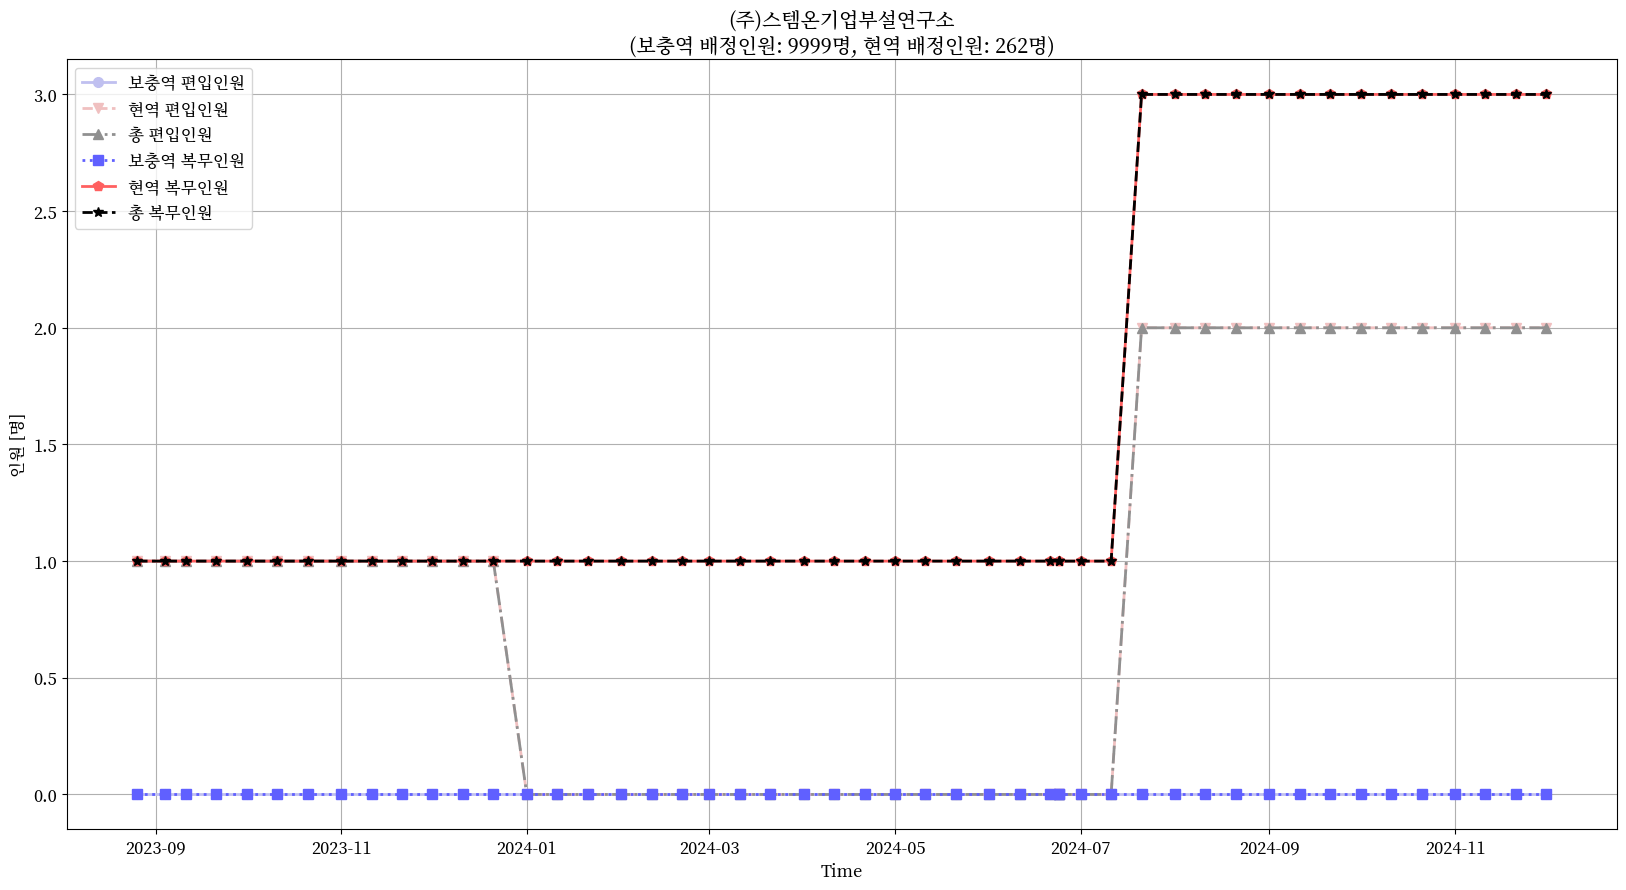 (주)스템온기업부설연구소
(보충역 배정인원: 9999명, 현역 배정인원: 262명)
보충역 편입인원
현역 편입인원
총 편입인원
보충역 복무인원
현역 복무인원
총 복무인원
3.0
2.5
2.0
1.5
1.0
0.5
0.0
인원 [명]
2023-09
2023-11
2024-01
2024-03
2024-05
2024-07
2024-09
2024-11
Time